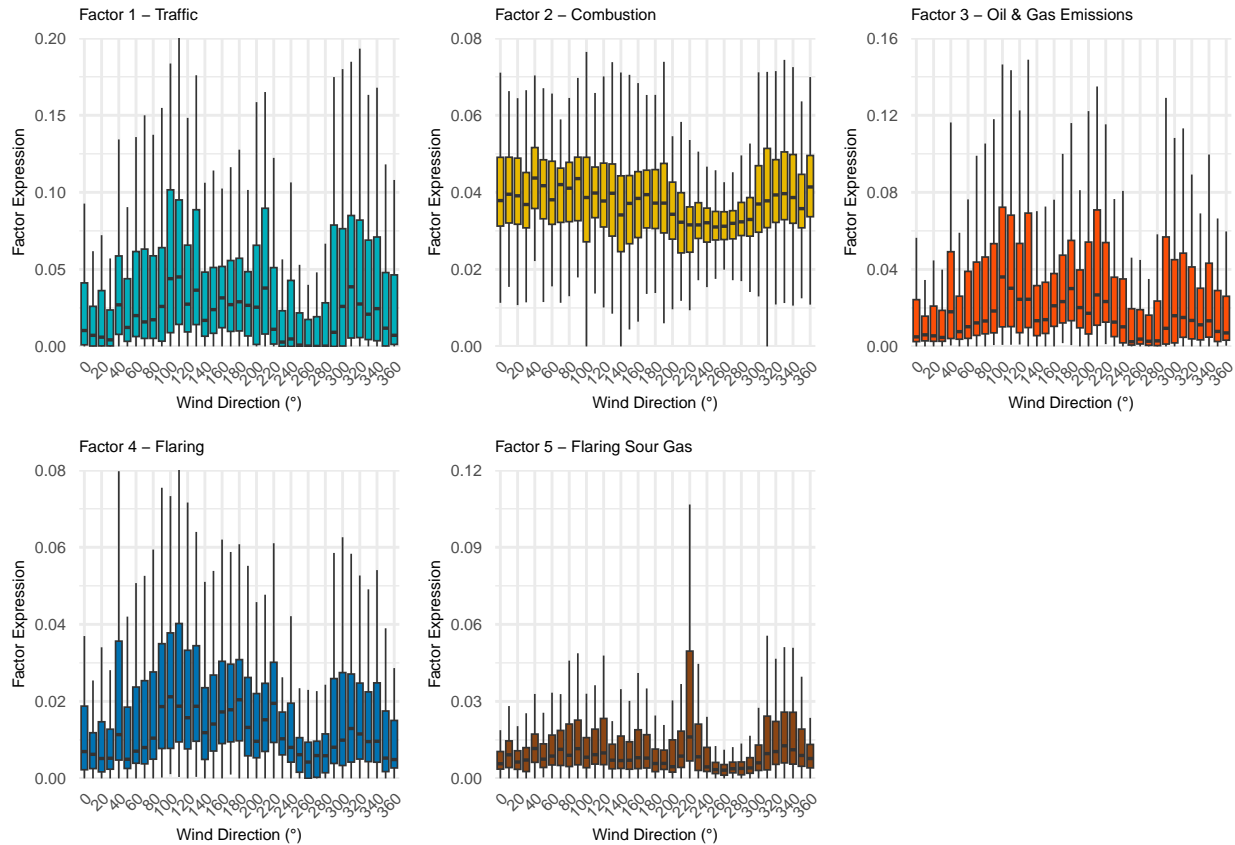 Factor 1 – Traffic
Factor Expression
0.20
0.15
0.10
0.05
0.00
0 20 40 60 80 100 120 140 160 180 200 220 240 260 280 300 320 340 360
Wind Direction (°)
Factor 2 – Combustion
Factor Expression
0.08
0.06
0.04
0.02
0.00
0 20 40 60 80 100 120 140 160 180 200 220 240 260 280 300 320 340 360
Wind Direction (°)
Factor 3 – Oil & Gas Emissions
Factor Expression
0.16
0.12
0.08
0.04
0.00
0 20 40 60 80 100 120 140 160 180 200 220 240 260 280 300 320 340 360
Wind Direction (°)
Factor 4 – Flaring
Factor Expression
0.08
0.06
0.04
0.02
0.00
0 20 40 60 80 100 120 140 160 180 200 220 240 260 280 300 320 340 360
Wind Direction (°)
Factor 5 – Flaring Sour Gas
Factor Expression
0.12
0.09
0.06
0.03
0.00
0 20 40 60 80 100 120 140 160 180 200 220 240 260 280 300 320 340 360
Wind Direction (°)